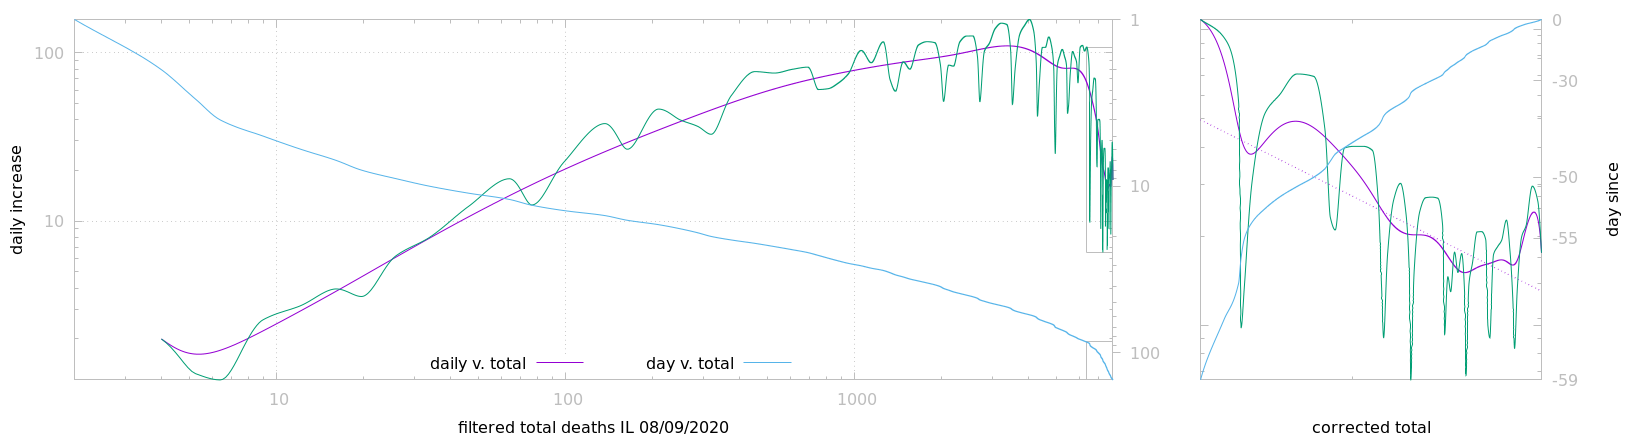 100
10
daily increase
10
100
1000
1
10
100
daily v. total
day v. total
filtered total deaths IL 08/09/2020
0
-30
-50
-55
-59
day since
corrected total